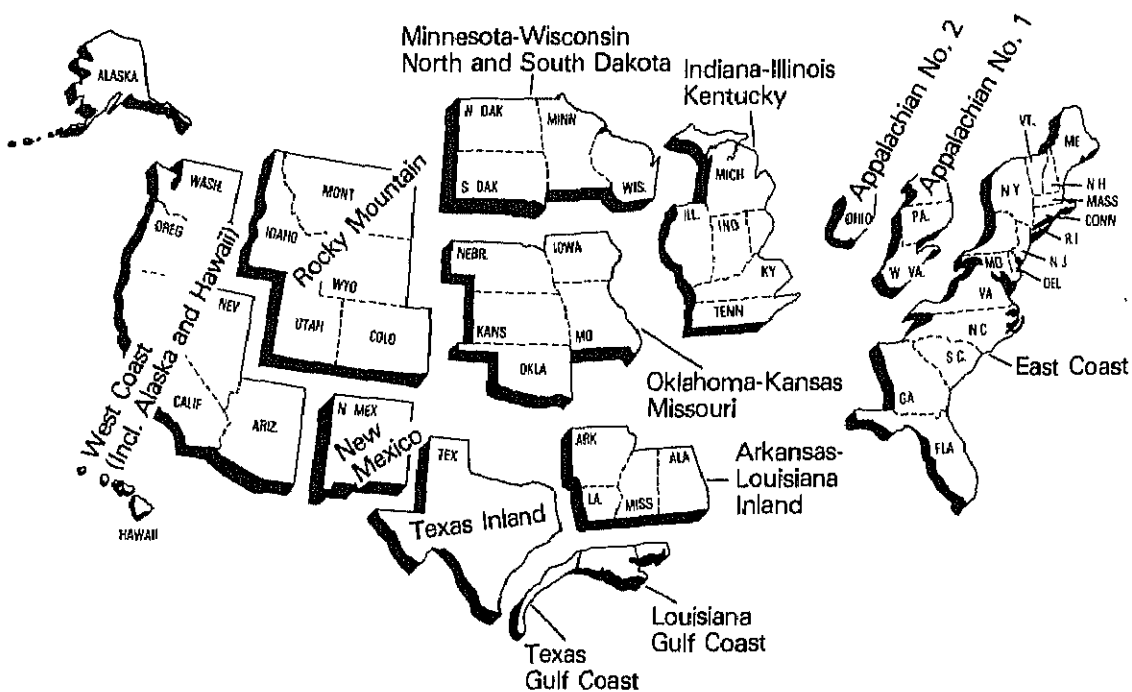 ALASKA
Minnesota-Wisconsin
North and South Dakota
Indiana-Illinois
Kentucky
Appalachian No. 2
Appalachian No. 1
WASH.
OREG
NEV
CALIF
ARIZ.
West Coast
(Incl. Alaska and Hawaii)
HAWAII
MONT
IDAHO
WYO
UTAH
COLO
Rocky Mountain
N MEX
New
Mexico
N DAK
MINN
S DAK
WIS.
NEBR.
IOWA
KANS
MO
OKLA
Oklahoma-Kansas
Missouri
MICH
ILL.
IND
KY
TENN
OHIO
PA.
W VA.
VT.
ME
N Y
N H
MASS
CONN
R.I
N J
DEL
MD
VA
N C
S C.
GA
FLA
East Coast
TEX
Texas Inland
ARK
ALA
LA.
MISS
Arkansas-
Louisiana
Inland
Louisiana
Gulf Coast
Texas
Gulf Coast